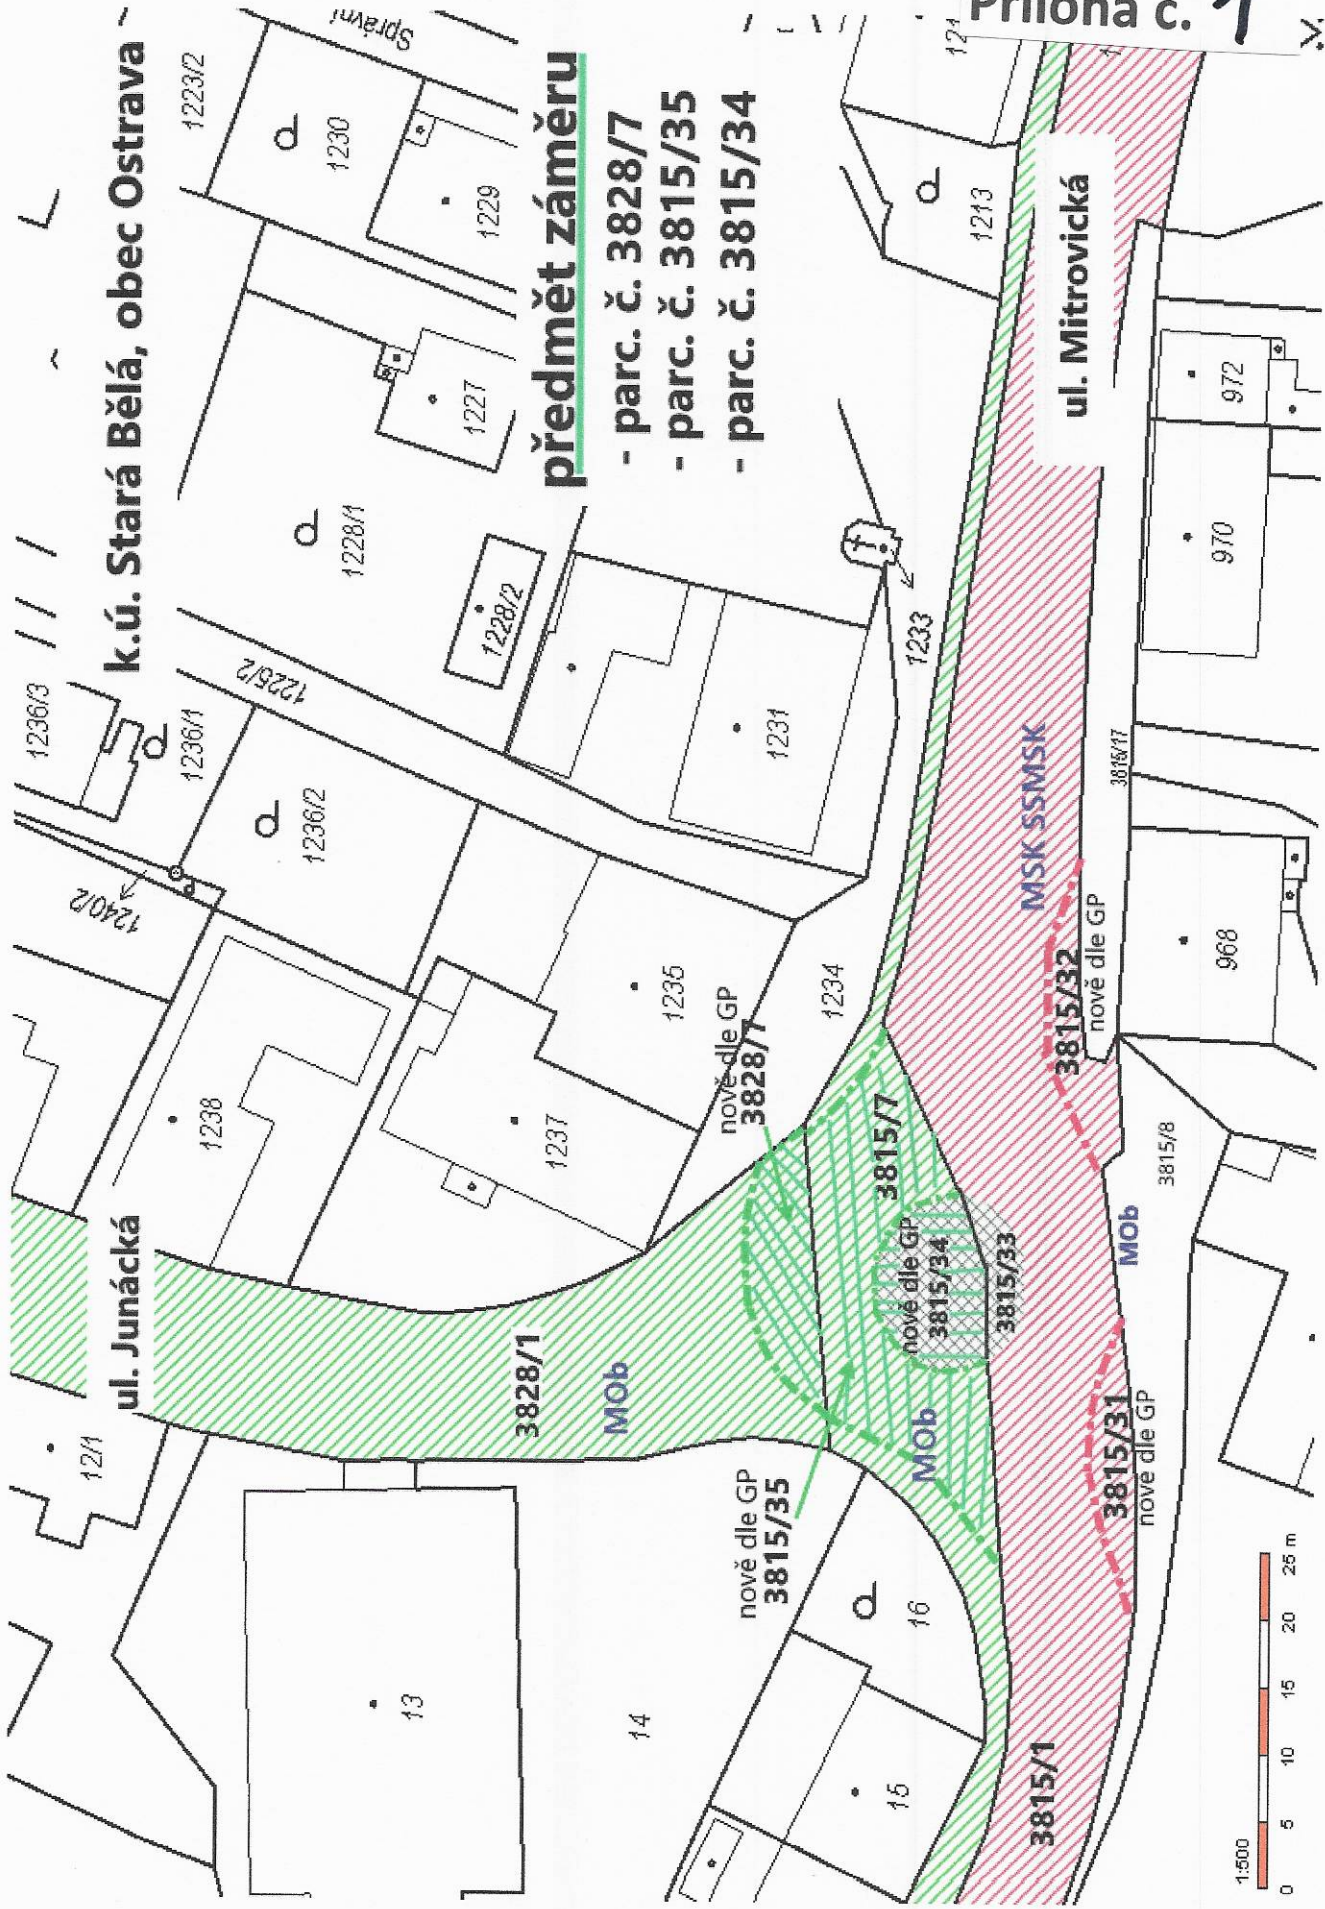 Příloha č. 1
k.ú. Stará Bělá, obec Ostrava
předmět záměru
- parc. č. 3828/7
- parc. č. 3815/35
- parc. č. 3815/34
ul. Junácká
ul. Mitrovická
Správní
1223/2
1230
1229
1227
1228/1
1228/2
1225/2
1236/3
1236/1
1236/2
1240/2
1238
1237
1235
1234
1231
1233
1213
12/1
13
14
15
16
3828/1
MOb
nově dle GP
3828/7
nově dle GP
3815/35
3815/7
MOb
nově dle GP
3815/34
3815/33
MSK SSMSK
3815/32
nově dle GP
3815/31
nově dle GP
MOb
3815/8
3815/17
3815/1
968
970
972
1:500
0 5 10 15 20 25 m